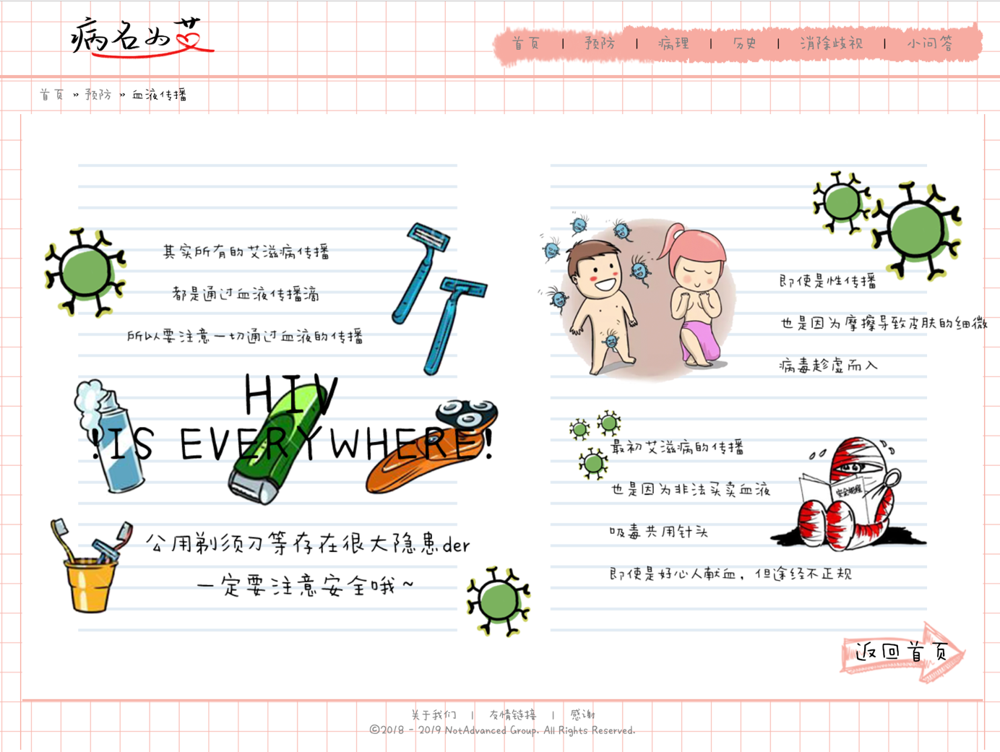 病名为艾
首页 | 预防 | 病理 | 历史 | 消除歧视 | 小问答
首页 » 预防 » 血液传播
其实所有的艾滋病传播
都是通过血液传播滴
所以要注意一切通过血液的传播
HIV
!IS EVERYWHERE!
公用剃须刀等存在很大隐患der
一定要注意安全哦~
即使是性传播
也是因为摩擦导致皮肤的细微
病毒趁虚而入
最初艾滋病的传播
也是因为非法买卖血液
吸毒共用针头
即使是好心人献血，但途经不正规
返回首页
关于我们 | 友情链接 | 感谢
©2018 - 2019 NotAdvanced Group. All Rights Reserved.